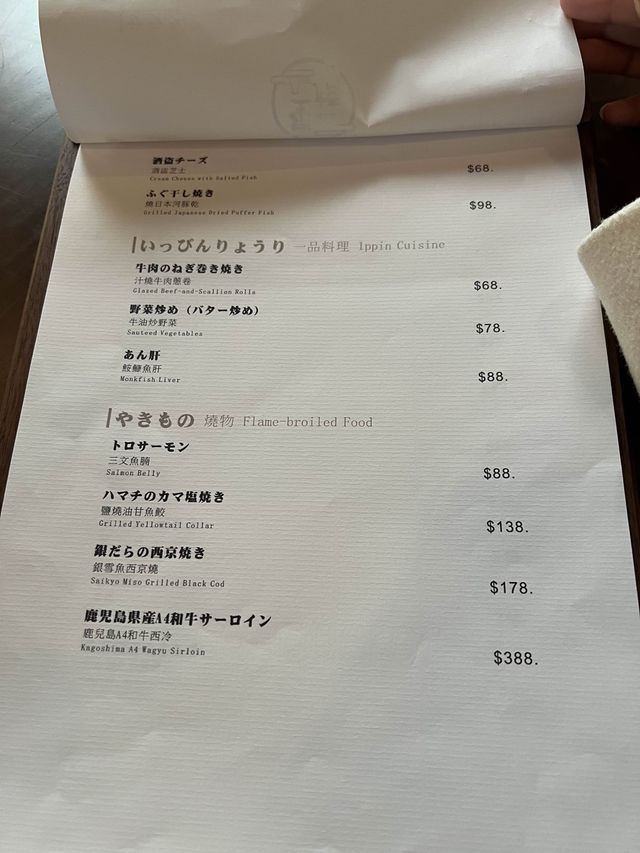 酒盗チーズ
酒盜芝士
Cream Cheese with Salted Fish
$68.
ふぐ干し焼き
燒日本河豚乾
Grilled Japanese Dried Puffer Fish
$98.
いっぴんりょうり 一品料理 Ippin Cuisine
牛肉のねぎ巻き焼き
汁燒牛肉蔥卷
Glazed Beef-and-Scallion Rolls
$68.
野菜炒め（バター炒め）
牛油炒野菜
Sauteed Vegetables
$78.
あん肝
鮟鱇魚肝
Monkfish Liver
$88.
やきもの 燒物 Flame-broiled Food
トロサーモン
三文魚腩
Salmon Belly
$88.
ハマチのカマ塩焼き
鹽燒油甘魚鮫
Grilled Yellowtail Collar
$138.
銀だらの西京焼き
銀雪魚西京燒
Saikyo Miso Grilled Black Cod
$178.
鹿児島県産A4和牛サーロイン
鹿兒島A4和牛西冷
Kagoshima A4 Wagyu Sirloin
$388.